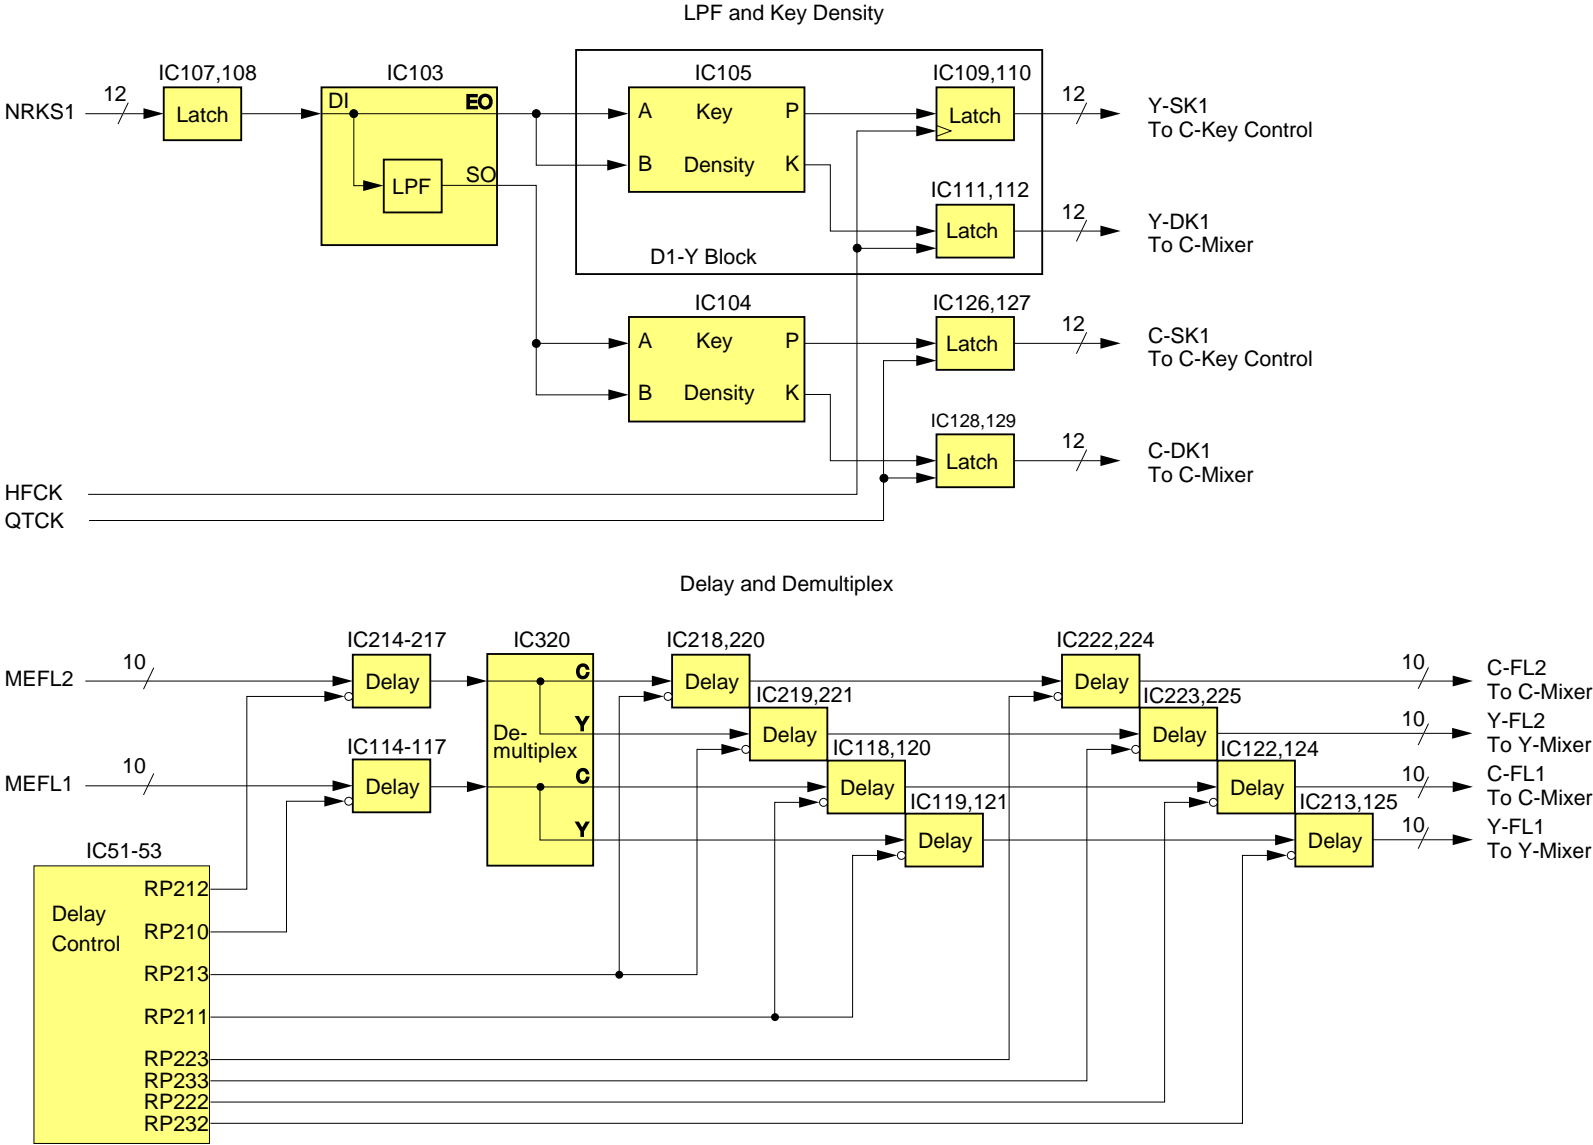 LPF and Key Density
IC107,108
IC103
IC105
IC109,110
NRKS1
12
Latch
DI
EO
A
Key
P
Latch
12
Y-SK1
To C-Key Control
B
Density
K
LPF
SO
IC111,112
Latch
12
Y-DK1
To C-Mixer
D1-Y Block
IC104
IC126,127
A
Key
P
Latch
12
C-SK1
To C-Key Control
B
Density
K
IC128,129
Latch
12
C-DK1
To C-Mixer
HFCK
QTCK
Delay and Demultiplex
IC214-217
IC320
IC218,220
IC222,224
MEFL2
10
Delay
C
Delay
Delay
10
C-FL2
To C-Mixer
IC219,221
IC223,225
Y
De-
multiplex
Delay
Delay
10
Y-FL2
To Y-Mixer
IC114-117
IC118,120
IC122,124
MEFL1
10
Delay
C
Delay
Delay
10
C-FL1
To C-Mixer
IC119,121
IC213,125
Y
Delay
Delay
10
Y-FL1
To Y-Mixer
IC51-53
Delay
Control
RP212
RP210
RP213
RP211
RP223
RP233
RP222
RP232